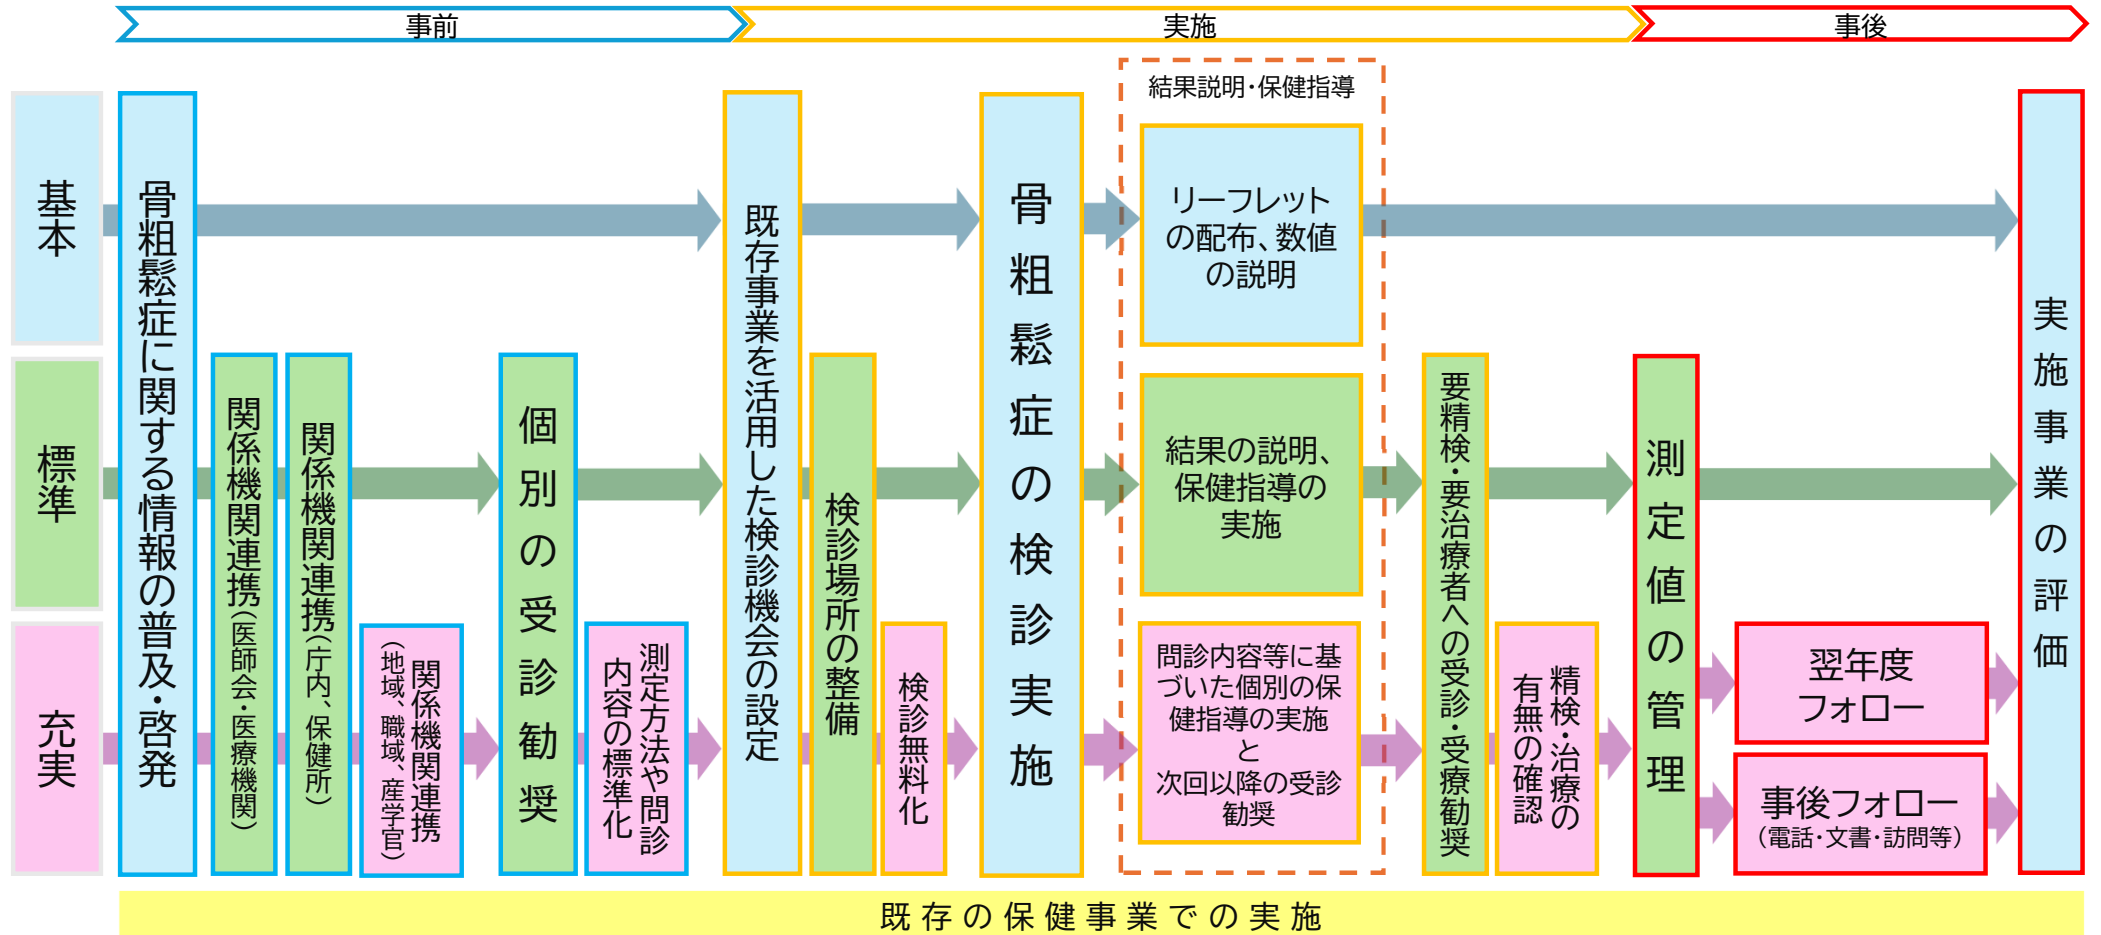 事前
実施
事後
基本
標準
充実
骨粗鬆症に関する情報の普及・啓発
関係機関連携(医師会・医療機関)
関係機関連携(庁内、保健所)
関係機関連携
(地域、職域、産学官)
個別の受診勧奨
測定方法や問診
内容の標準化
既存事業を活用した検診機会の設定
検診場所の整備
検診無料化
骨粗鬆症の検診実施
結果説明・保健指導
リーフレット
の配布、数値
の説明
結果の説明、
保健指導の
実施
問診内容等に基
づいた個別の保
健指導の実施
と
次回以降の受診
勧奨
要精検・要治療者への受診・受療勧奨
精検・治療の
有無の確認
測定値の管理
翌年度
フォロー
事後フォロー
(電話・文書・訪問等)
実施事業の評価
既存の保健事業での実施